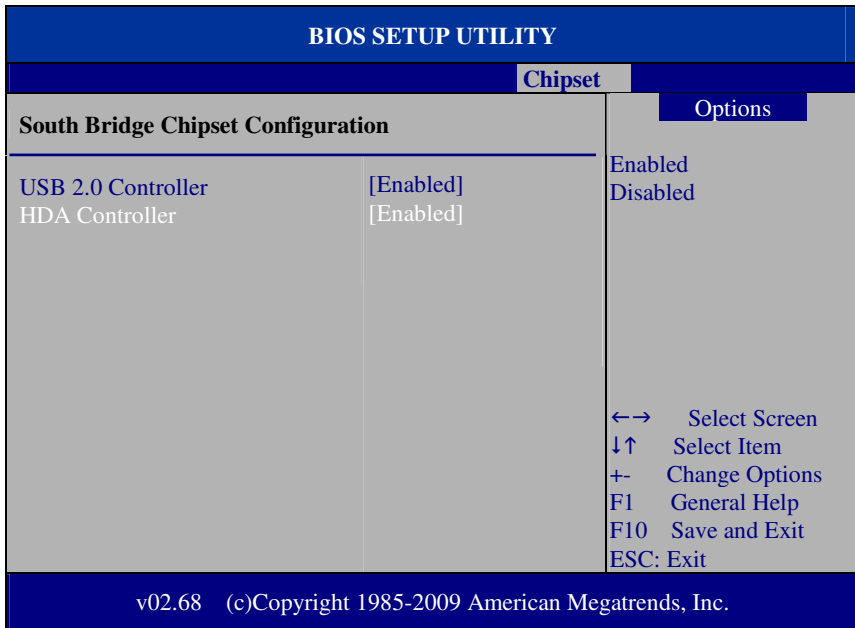 BIOS SETUP UTILITY
Chipset
South Bridge Chipset Configuration
USB 2.0 Controller [Enabled]
HDA Controller [Enabled]
Options
Enabled
Disabled
←→ Select Screen
↓↑ Select Item
+- Change Options
F1 General Help
F10 Save and Exit
ESC: Exit
v02.68 (c)Copyright 1985-2009 American Megatrends, Inc.